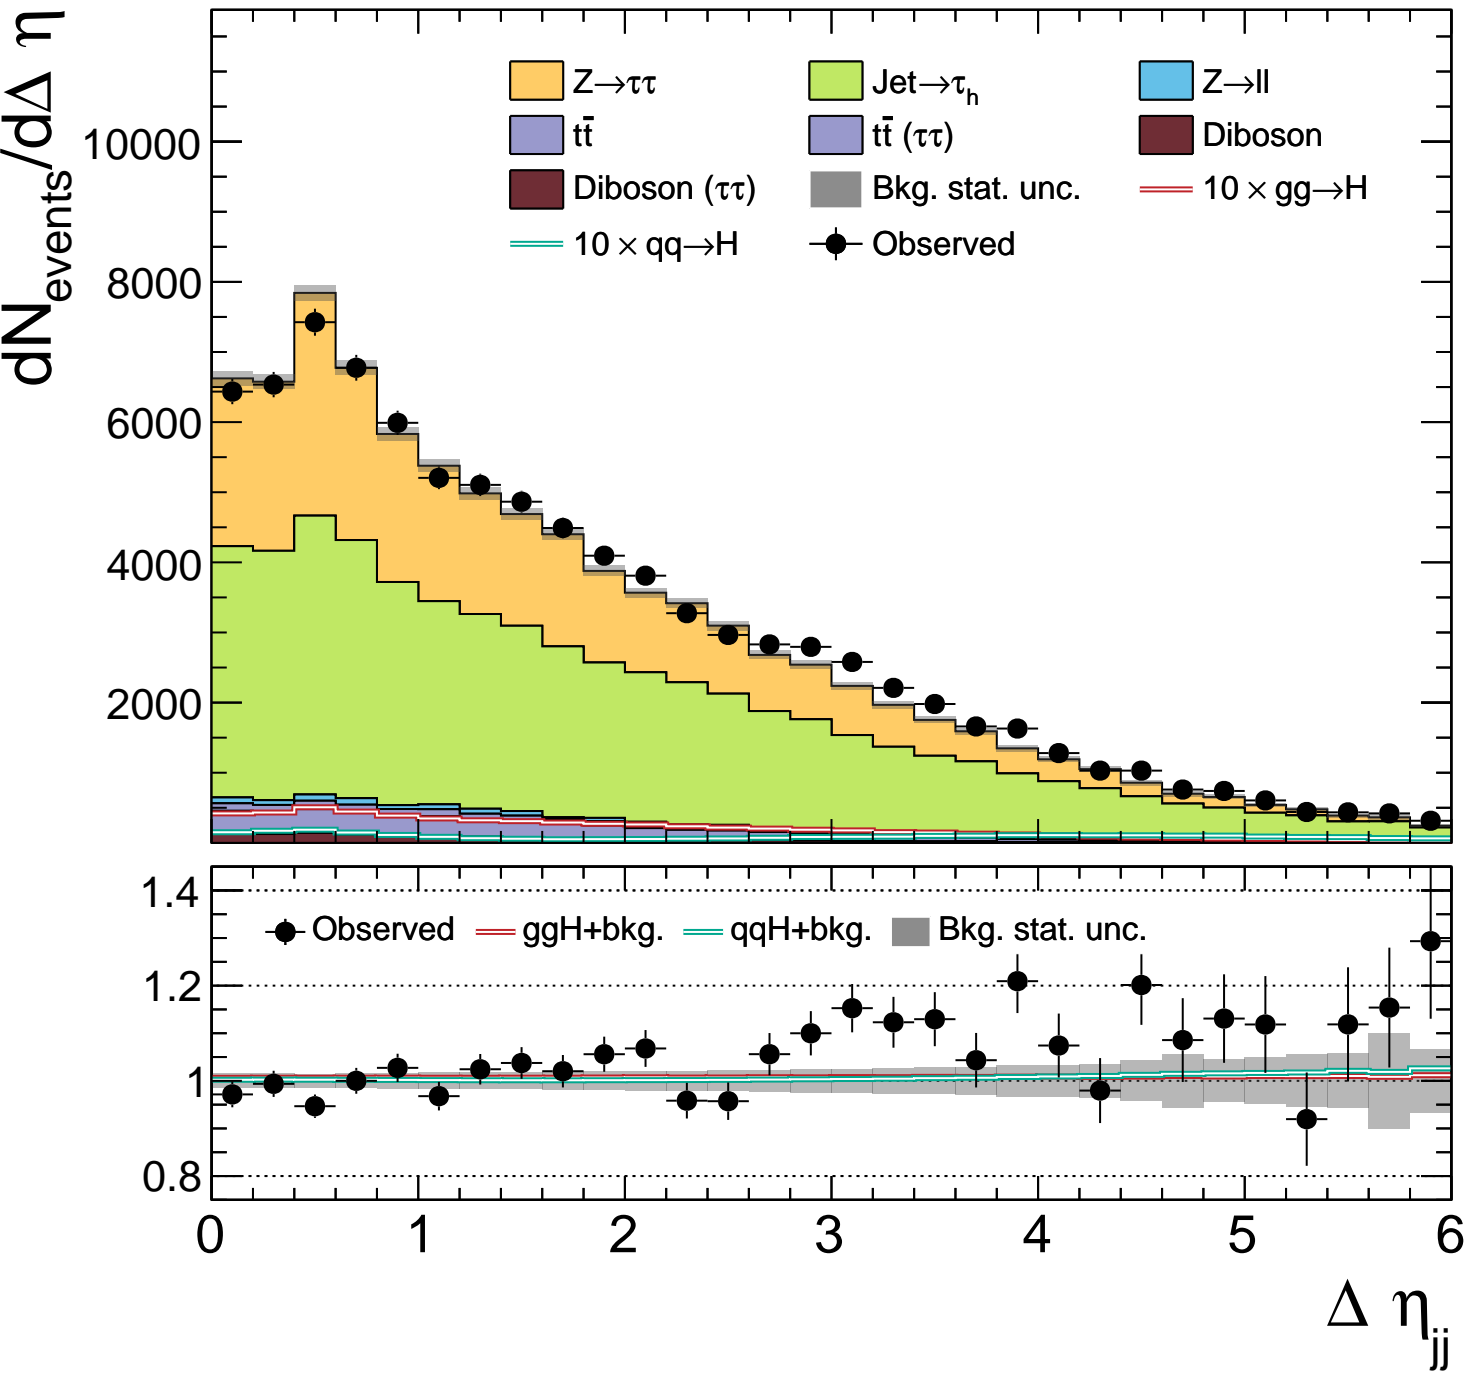 dN_events/dΔ η
Z→ττ Jet→τ_h Z→ll
tt̄ tt̄ (ττ) Diboson
Diboson (ττ) Bkg. stat. unc. 10 × gg→H
10 × qq→H Observed
10000
8000
6000
4000
2000
1.4
Observed ggH+bkg. qqH+bkg. Bkg. stat. unc.
1.2
1
0.8
0 1 2 3 4 5 6
Δ η_jj